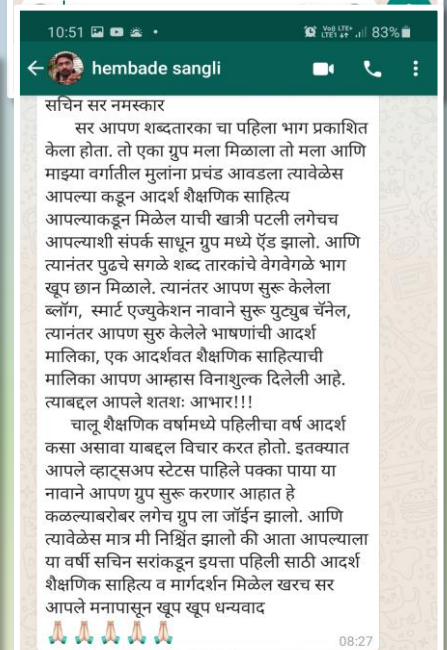 10:51
Vo)) LTE+
LTE1 83%
hembade sangli
सचिन सर नमस्कार
सर आपण शब्दतारका चा पहिला भाग प्रकाशित
केला होता. तो एका ग्रुप मला मिळाला तो मला आणि
माझ्या वर्गातील मुलांना प्रचंड आवडला त्यावेळेस
आपल्या कडून आदर्श शैक्षणिक साहित्य
आपल्याकडून मिळेल याची खात्री पटली लगेचच
आपल्याशी संपर्क साधून ग्रुप मध्ये ऍड झालो. आणि
त्यानंतर पुढचे सगळे शब्द तारकांचे वेगवेगळे भाग
खूप छान मिळाले. त्यानंतर आपण सुरू केलेला
ब्लॉग, स्मार्ट एज्युकेशन नावाने सुरू युट्युब चॅनेल,
त्यानंतर आपण सुरु केलेले भाषणांची आदर्श
मालिका, एक आदर्शवत शैक्षणिक साहित्याची
मालिका आपण आम्हास विनाशुल्क दिलेली आहे.
त्याबद्दल आपले शतशः आभार!!!
चालू शैक्षणिक वर्षामध्ये पहिलीचा वर्ष आदर्श
कसा असावा याबद्दल विचार करत होतो. इतक्यात
आपले व्हाट्सअप स्टेटस पाहिले पक्का पाया या
नावाने आपण ग्रुप सुरू करणार आहात हे
कळल्याबरोबर लगेच ग्रुप ला जॉईन झालो. आणि
त्यावेळेस मात्र मी निश्चिंत झालो की आता आपल्याला
या वर्षी सचिन सरांकडून इयत्ता पहिली साठी आदर्श
शैक्षणिक साहित्य व मार्गदर्शन मिळेल खरच सर
आपले मनापासून खूप खूप धन्यवाद
🙏🏻🙏🏻🙏🏻🙏🏻🙏🏻
08:27